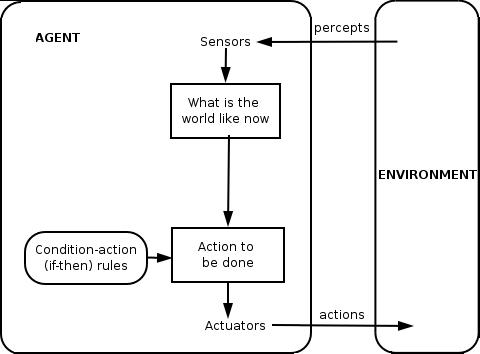 AGENT
Sensors
percepts
What is the
world like now
ENVIRONMENT
Condition-action
(if-then) rules
Action to
be done
Actuators
actions